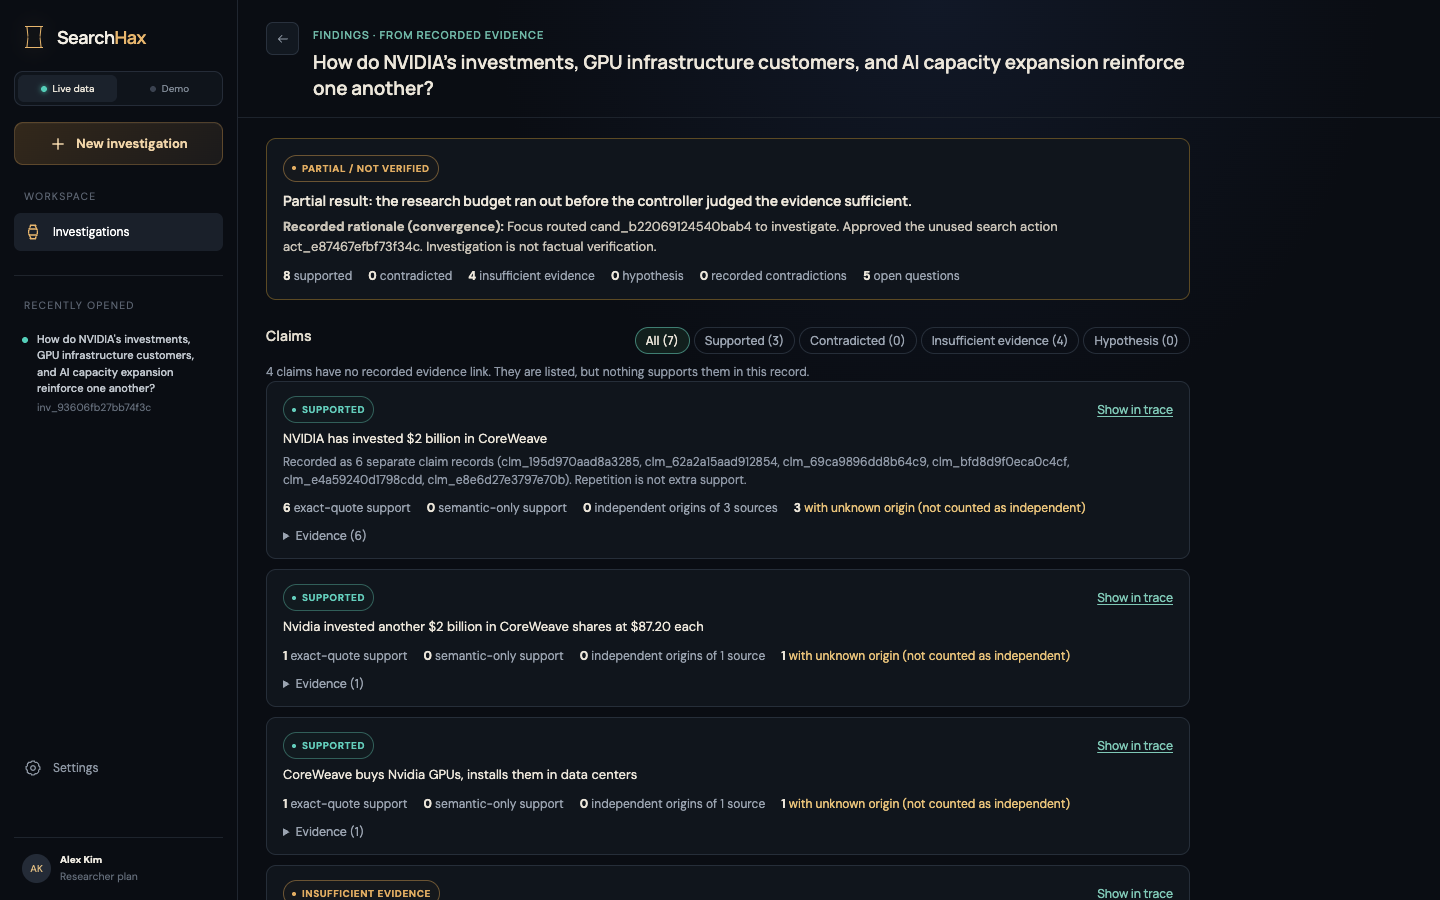 SearchHax
Live data
Demo
New investigation
WORKSPACE
Investigations
RECENTLY OPENED
How do NVIDIA's investments,
GPU infrastructure customers,
and AI capacity expansion
reinforce one another?
inv_93606fb27bb74f3c
Settings
AK
Alex Kim
Researcher plan
FINDINGS · FROM RECORDED EVIDENCE
How do NVIDIA's investments, GPU infrastructure customers, and AI capacity expansion reinforce
one another?
PARTIAL / NOT VERIFIED
Partial result: the research budget ran out before the controller judged the evidence sufficient.
Recorded rationale (convergence): Focus routed cand_b22069124540bab4 to investigate. Approved the unused search action
act_e87467efbf73f34c. Investigation is not factual verification.
8 supported 0 contradicted 4 insufficient evidence 0 hypothesis 0 recorded contradictions 5 open questions
Claims
All (7) Supported (3) Contradicted (0) Insufficient evidence (4) Hypothesis (0)
4 claims have no recorded evidence link. They are listed, but nothing supports them in this record.
SUPPORTED
Show in trace
NVIDIA has invested $2 billion in CoreWeave
Recorded as 6 separate claim records (clm_195d970aad8a3285, clm_62a2a15aad912854, clm_69ca9896dd8b64c9, clm_bfd8d9f0eca0c4cf,
clm_e4a59240d1798cdd, clm_e8e6d27e3797e70b). Repetition is not extra support.
6 exact-quote support 0 semantic-only support 0 independent origins of 3 sources 3 with unknown origin (not counted as independent)
Evidence (6)
SUPPORTED
Show in trace
Nvidia invested another $2 billion in CoreWeave shares at $87.20 each
1 exact-quote support 0 semantic-only support 0 independent origins of 1 source 1 with unknown origin (not counted as independent)
Evidence (1)
SUPPORTED
Show in trace
CoreWeave buys Nvidia GPUs, installs them in data centers
1 exact-quote support 0 semantic-only support 0 independent origins of 1 source 1 with unknown origin (not counted as independent)
Evidence (1)
INSUFFICIENT EVIDENCE
Show in trace